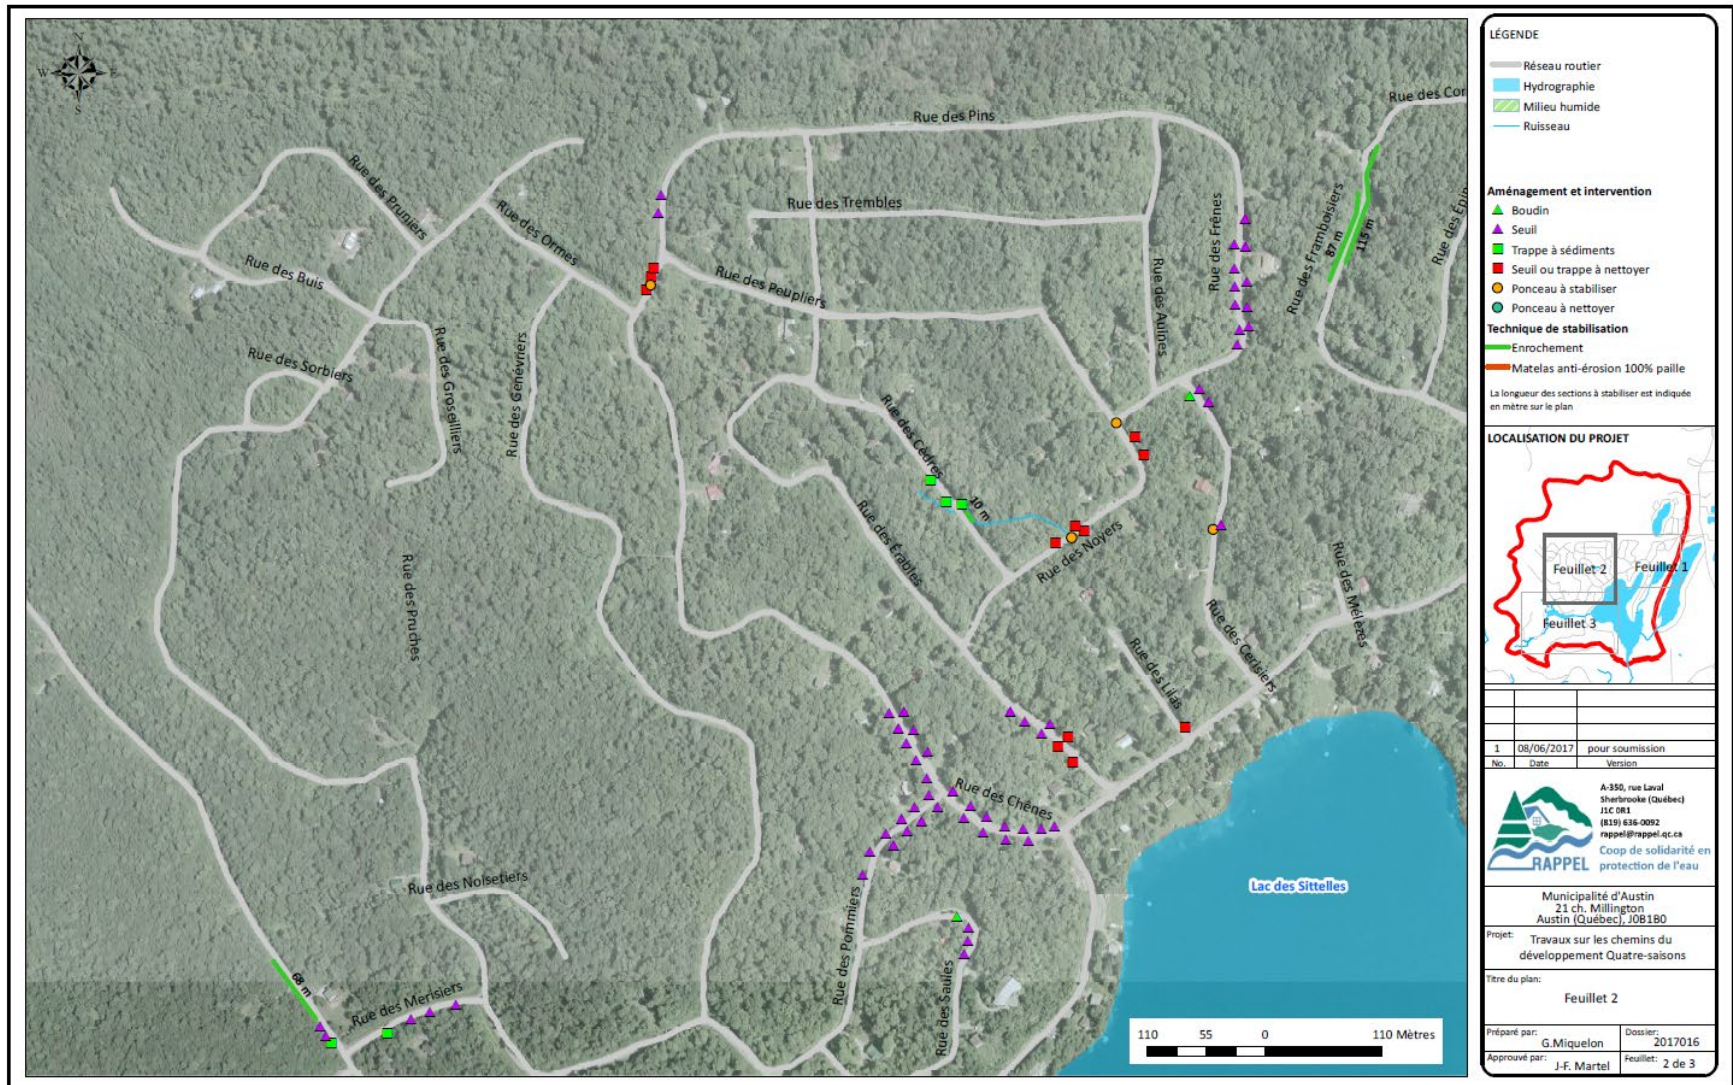 N
W
E
S
Rue des Pins
Rue des Cor
Rue des Pruniers
Rue des Ormes
Rue des Trembles
Rue des Frênes
Rue des Framboisiers
87 m
115 m
Rue des Épin
Rue des Buis
Rue des Peupliers
Rue des Aulnes
Rue des Sorbiers
Rue des Groseilliers
Rue des Genévriers
Rue des Cèdres
10 m
Rue des Érables
Rue des Noyers
Rue des Pruches
Rue des Mélèzes
Rue des Cerisiers
Rue des Lilas
Rue des Chênes
Rue des Noisetiers
Rue des Pommiers
Lac des Sittelles
68 m
Rue des Merisiers
Rue des Saules
110 55 0 110 Mètres
LÉGENDE
Réseau routier
Hydrographie
Milieu humide
Ruisseau
Aménagement et intervention
Boudin
Seuil
Trappe à sédiments
Seuil ou trappe à nettoyer
Ponceau à stabiliser
Ponceau à nettoyer
Technique de stabilisation
Enrochement
Matelas anti-érosion 100% paille
La longueur des sections à stabiliser est indiquée
en mètre sur le plan
LOCALISATION DU PROJET
Feuillet 2
Feuillet 1
Feuillet 3
1 08/06/2017 pour soumission
No. Date Version
A-350, rue Laval
Sherbrooke (Québec)
J1C 0R1
(819) 636-0092
rappel@rappel.qc.ca
Coop de solidarité en
protection de l'eau
RAPPEL
Municipalité d'Austin
21 ch. Millington
Austin (Québec), J0B1B0
Projet: Travaux sur les chemins du
développement Quatre-saisons
Titre du plan:
Feuillet 2
Préparé par: G.Miquelon
Dossier: 2017016
Approuvé par: J-F. Martel
Feuillet: 2 de 3